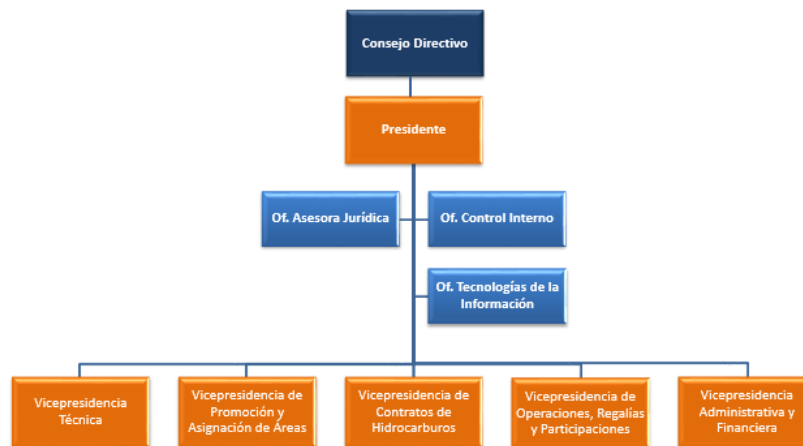 Consejo Directivo
Presidente
Of. Asesora Jurídica
Of. Control Interno
Of. Tecnologías de la
Información
Vicepresidencia
Técnica
Vicepresidencia de
Promoción y
Asignación de Áreas
Vicepresidencia de
Contratos de
Hidrocarburos
Vicepresidencia de
Operaciones, Regalías
y Participaciones
Vicepresidencia
Administrativa y
Financiera